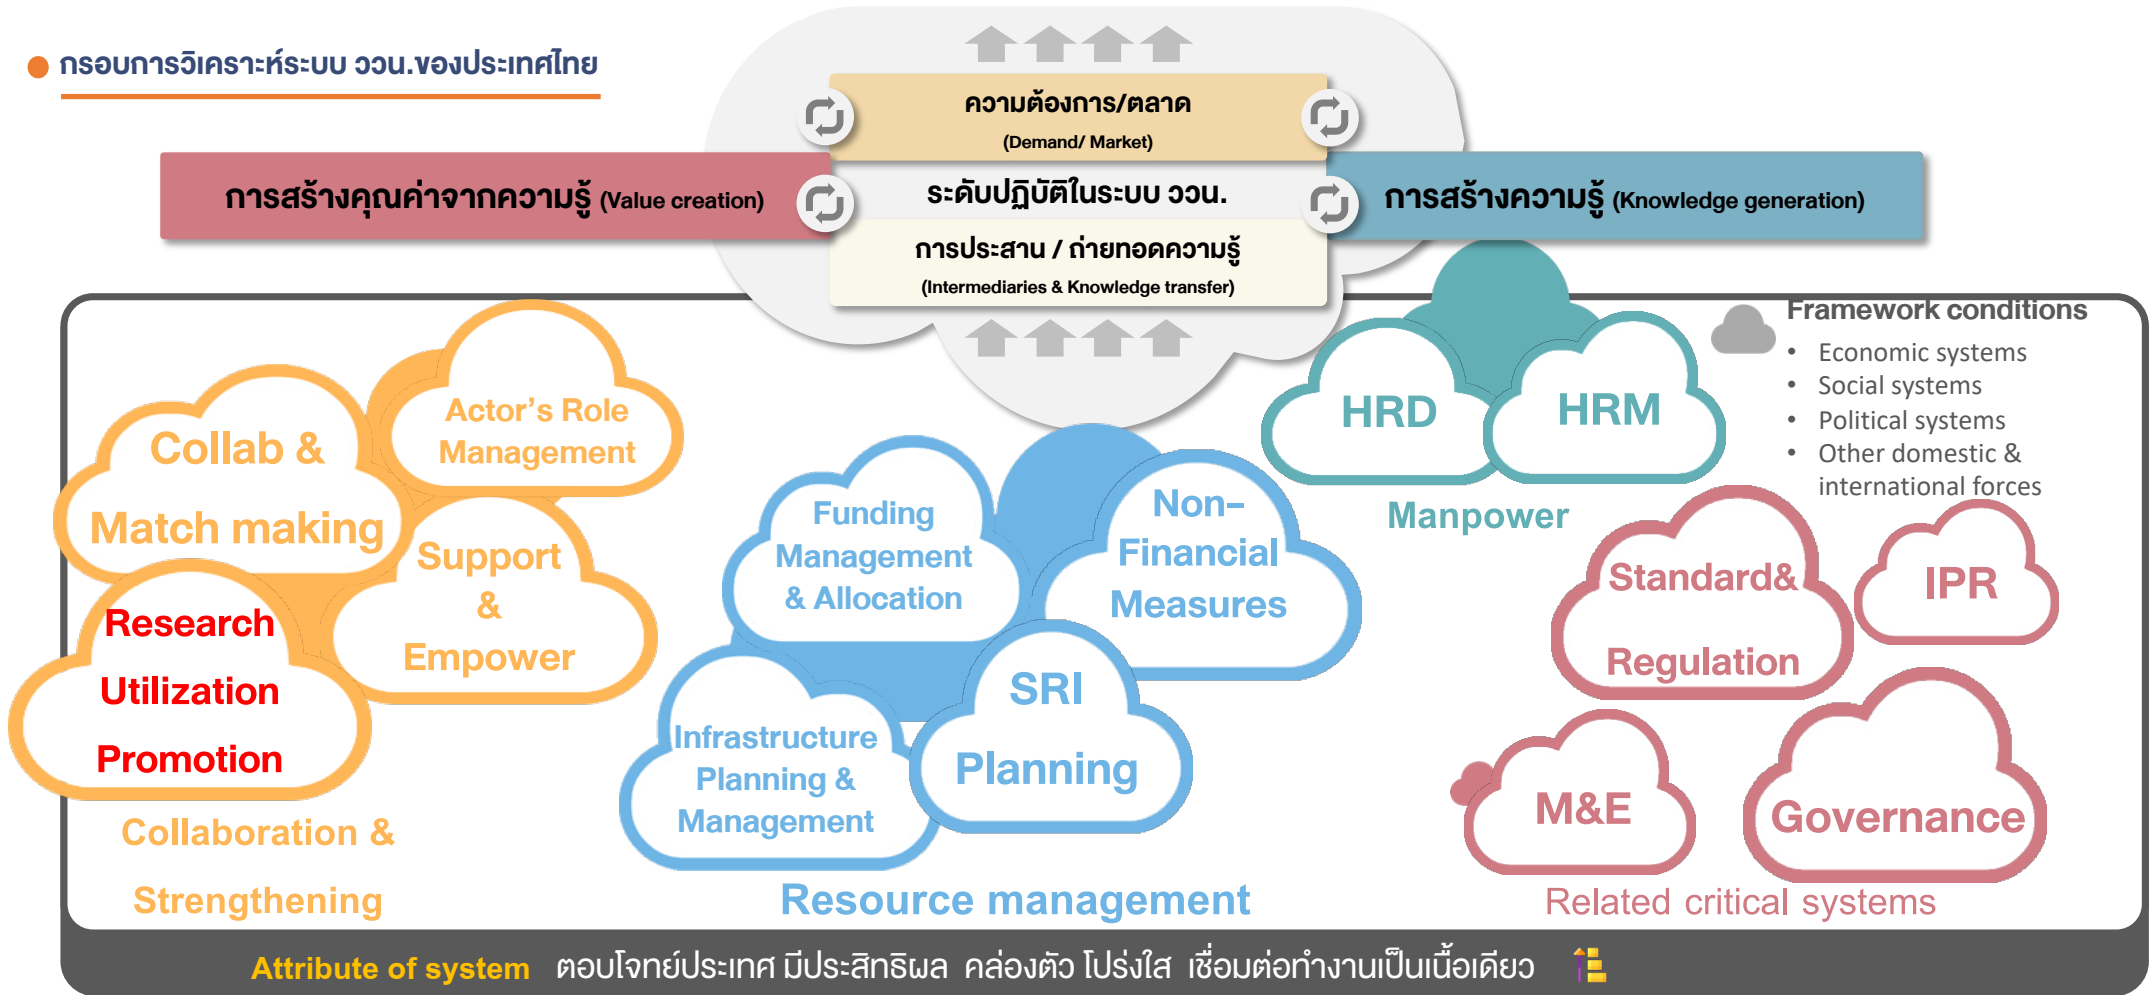 กรอบการวิเคราะห์ระบบ ววน.ของประเทศไทย
ความต้องการ/ตลาด
(Demand/ Market)
การสร้างคุณค่าจากความรู้ (Value creation)
ระดับปฏิบัติในระบบ ววน.
การสร้างความรู้ (Knowledge generation)
การประสาน / ถ่ายทอดความรู้
(Intermediaries & Knowledge transfer)
Actor's Role
Management
Collab &
Match making
Support
&
Empower
Research
Utilization
Promotion
Collaboration &
Strengthening
Funding
Management
& Allocation
Non-
Financial
Measures
Infrastructure
Planning &
Management
SRI
Planning
Resource management
HRD
HRM
Manpower
Framework conditions
• Economic systems
• Social systems
• Political systems
• Other domestic &
international forces
Standard&
Regulation
IPR
M&E
Governance
Related critical systems
Attribute of system ตอบโจทย์ประเทศ มีประสิทธิผล คล่องตัว โปร่งใส เชื่อมต่อทำงานเป็นเนื้อเดียว